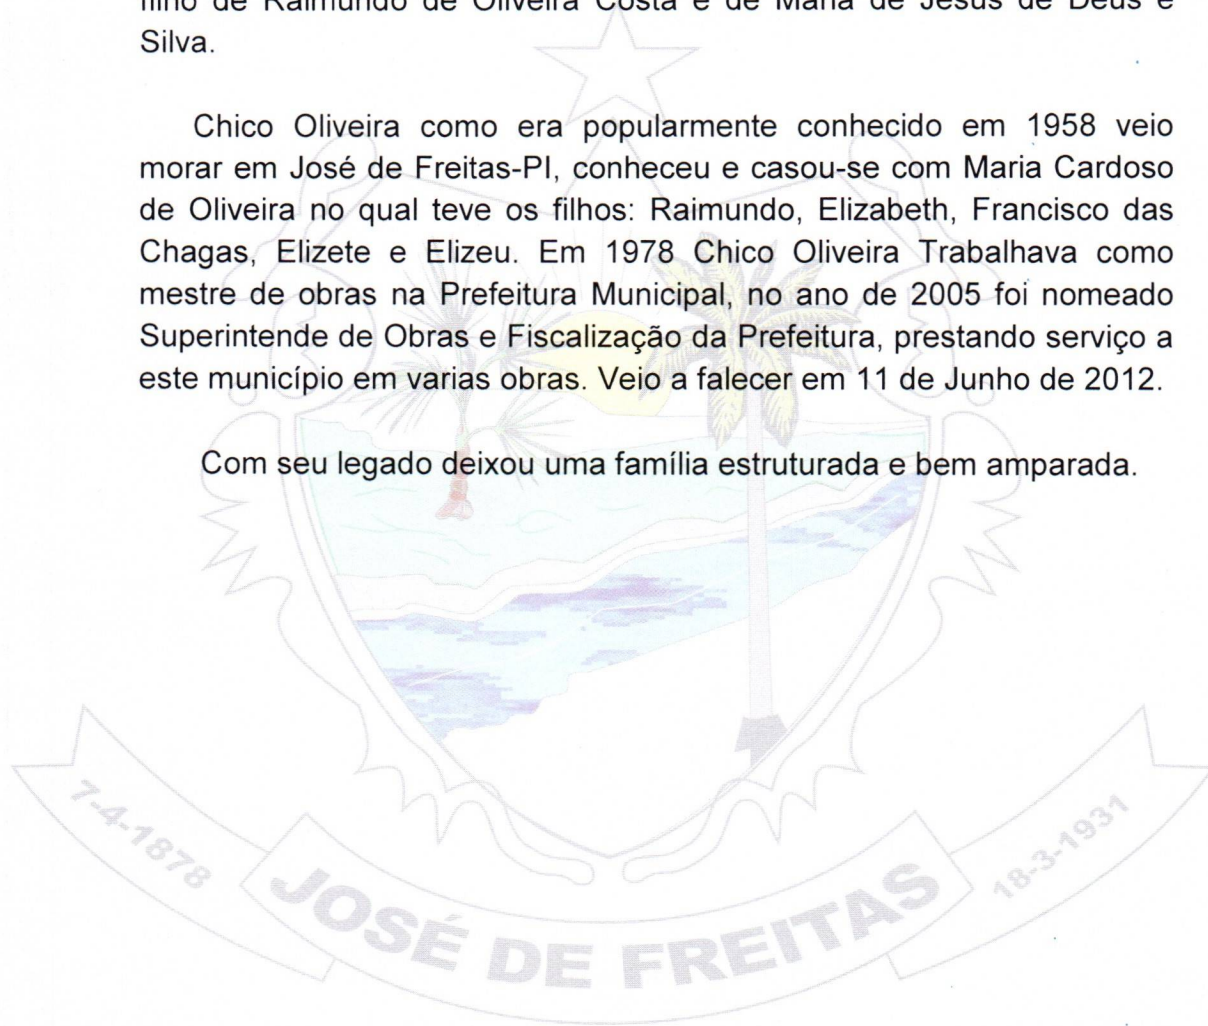 filho de Raimundo de Oliveira Costa e de Maria de Jesus de Deus e
Silva.
Chico Oliveira como era popularmente conhecido em 1958 veio
morar em José de Freitas-PI, conheceu e casou-se com Maria Cardoso
de Oliveira no qual teve os filhos: Raimundo, Elizabeth, Francisco das
Chagas, Elizete e Elizeu. Em 1978 Chico Oliveira Trabalhava como
mestre de obras na Prefeitura Municipal, no ano de 2005 foi nomeado
Superintende de Obras e Fiscalização da Prefeitura, prestando serviço a
este município em varias obras. Veio a falecer em 11 de Junho de 2012.
Com seu legado deixou uma família estruturada e bem amparada.
7-4-1878
JOSÉ DE FREITAS
18-3-1931